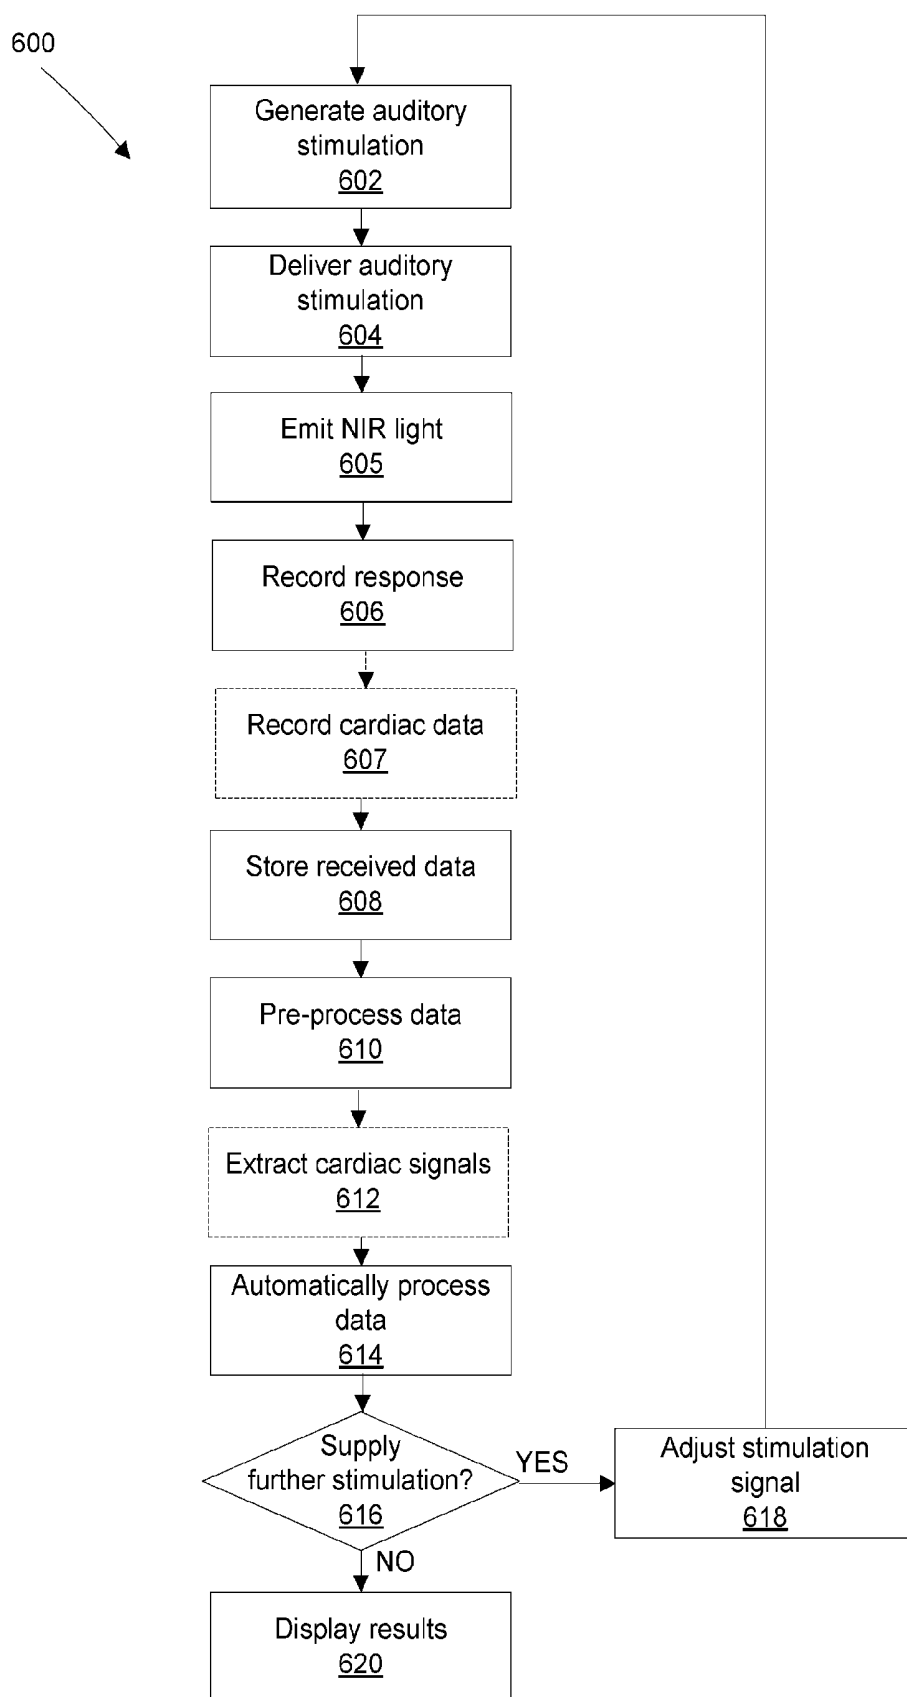 600
Generate auditory
stimulation
602
Deliver auditory
stimulation
604
Emit NIR light
605
Record response
606
Record cardiac data
607
Store received data
608
Pre-process data
610
Extract cardiac signals
612
Automatically process
data
614
Supply
further stimulation?
616
YES
Adjust stimulation
signal
618
NO
Display results
620